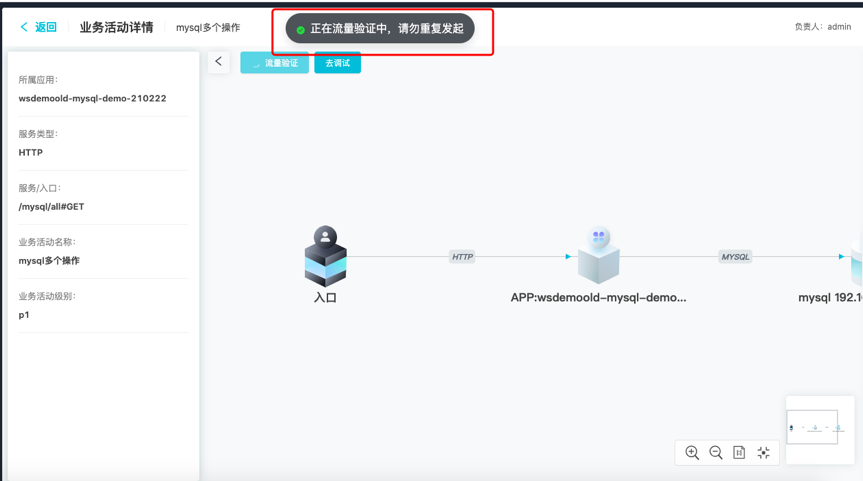 返回
业务活动详情
mysql多个操作
正在流量验证中，请勿重复发起
负责人：admin
流量验证
去调试
所属应用：
wsdemoold-mysql-demo-210222
服务类型：
HTTP
服务/入口：
/mysql/all#GET
业务活动名称：
mysql多个操作
业务活动级别：
p1
HTTP
MYSQL
入口
APP:wsdemoold-mysql-demo...
mysql 192.1